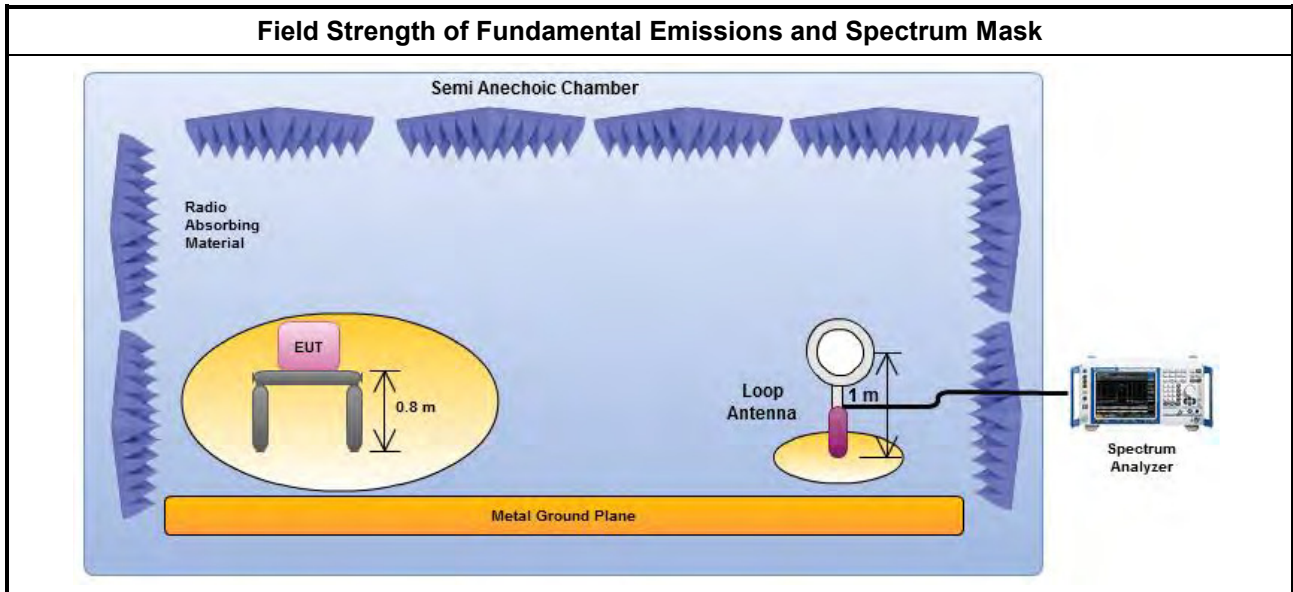 Field Strength of Fundamental Emissions and Spectrum Mask
Semi Anechoic Chamber
Radio
Absorbing
Material
EUT
0.8 m
Loop
Antenna
1 m
Spectrum
Analyzer
Metal Ground Plane